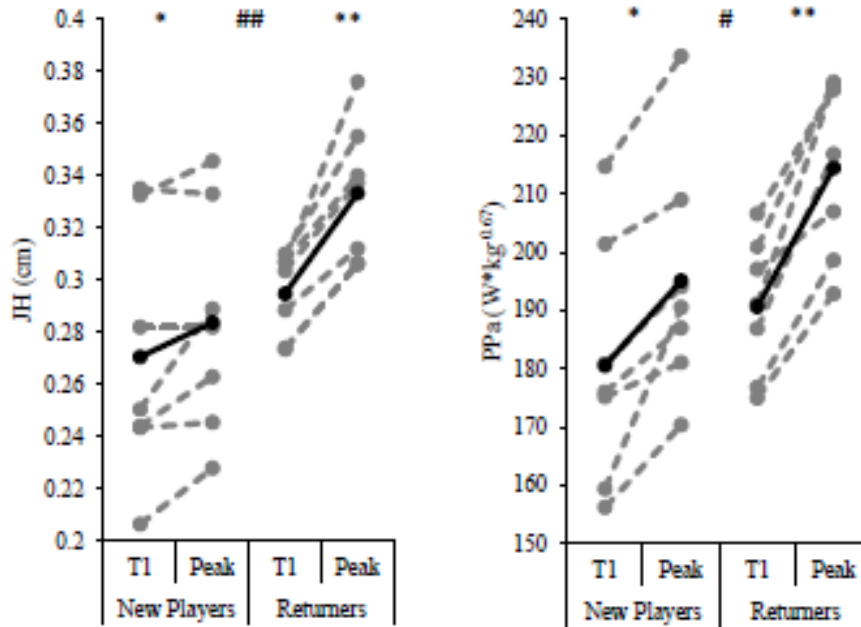 * ## **
JH (cm)
0.4
0.38
0.36
0.34
0.32
0.3
0.28
0.26
0.24
0.22
0.2
T1 Peak T1 Peak
New Players Returners
* # **
PPa (W*kg-0.67)
240
230
220
210
200
190
180
170
160
150
T1 Peak T1 Peak
New Players Returners